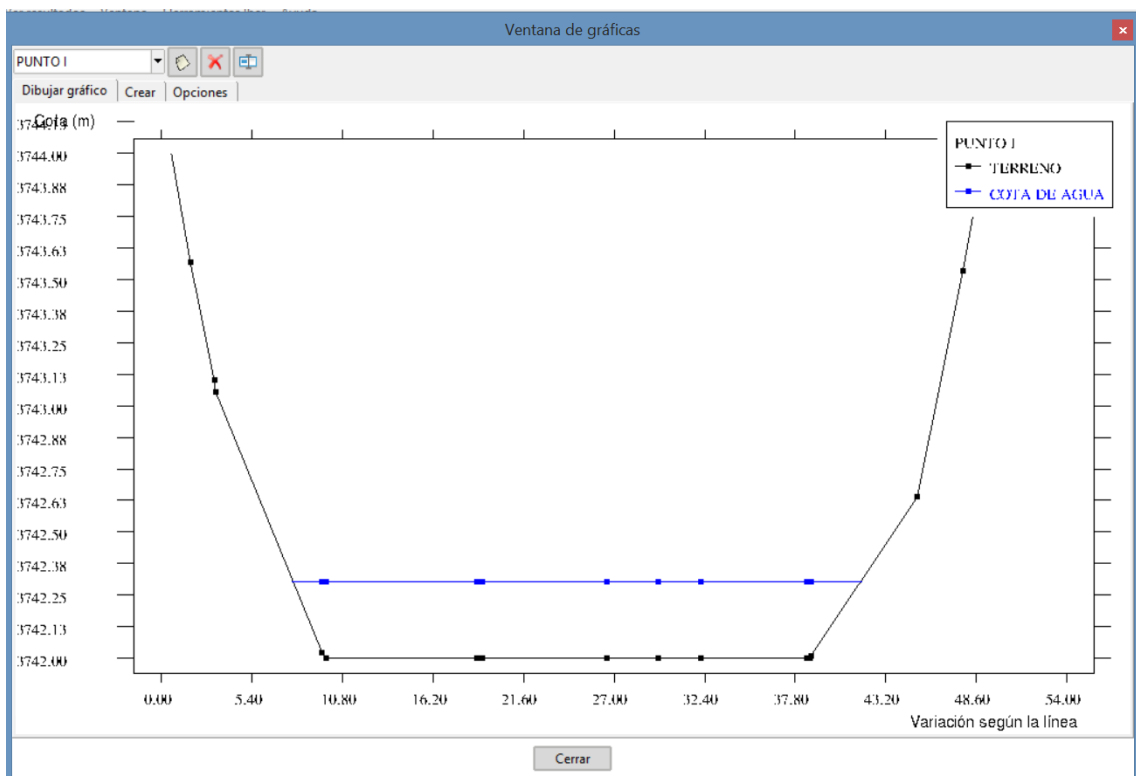 Ventana de gráficas
PUNTO I
Dibujar gráfico Crear Opciones
Cota (m)
3744.13
3744.00
3743.88
3743.75
3743.63
3743.50
3743.38
3743.25
3743.13
3743.00
3742.88
3742.75
3742.63
3742.50
3742.38
3742.25
3742.13
3742.00
PUNTO I
TERRENO
COTA DE AGUA
0.00 5.40 10.80 16.20 21.60 27.00 32.40 37.80 43.20 48.60 54.00
Variación según la línea
Cerrar